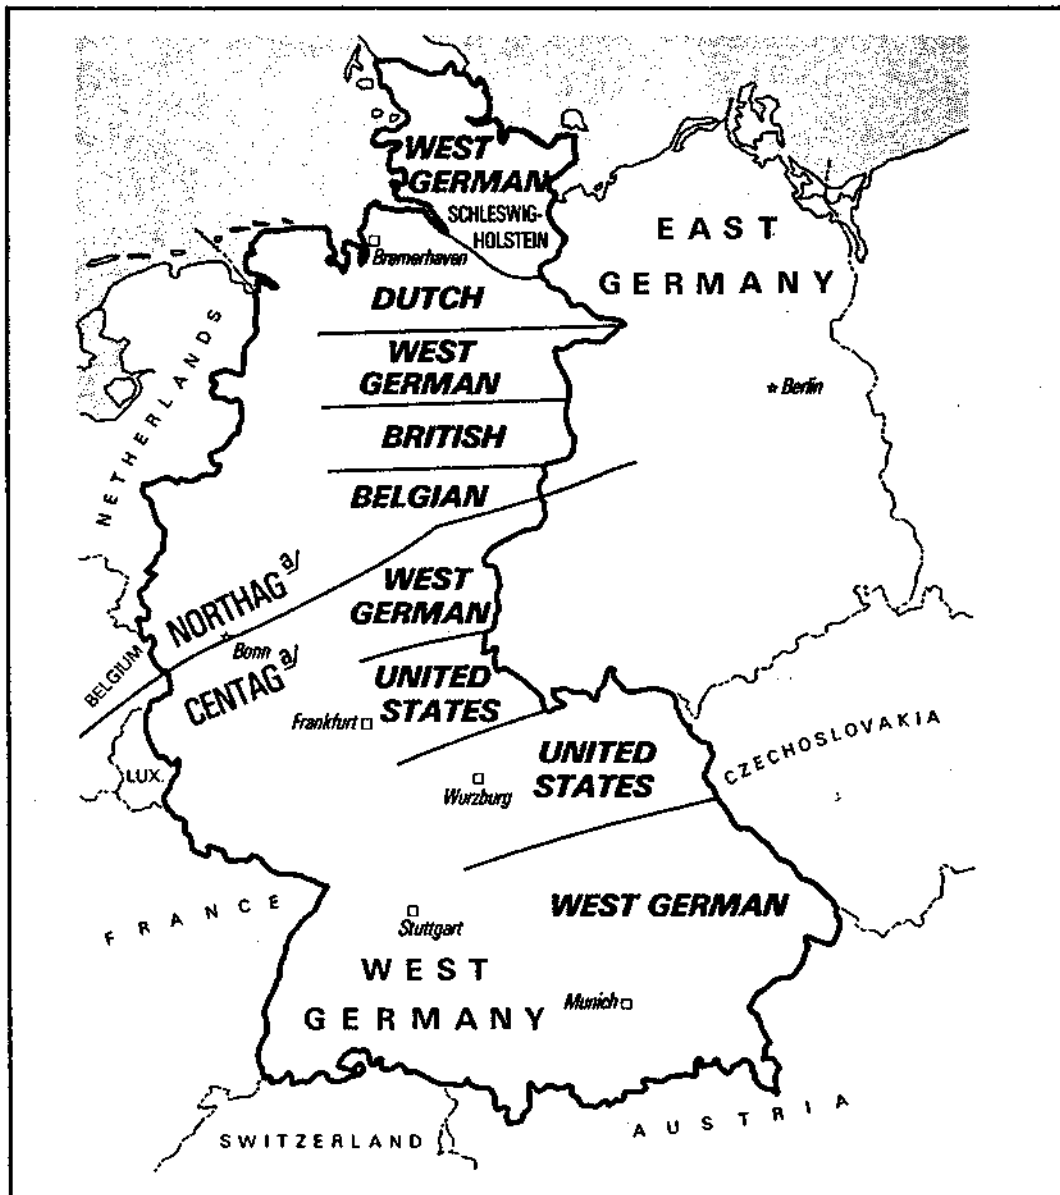 WEST
GERMAN
SCHLESWIG-
HOLSTEIN
EAST
GERMANY
Bremerhaven
DUTCH
NETHERLANDS
WEST
GERMAN
Berlin
BRITISH
BELGIAN
NORTHAG a/
WEST
GERMAN
BELGIUM
Bonn
CENTAG a/
UNITED
STATES
Frankfurt
UNITED
STATES
CZECHOSLOVAKIA
LUX.
Wurzburg
FRANCE
WEST GERMAN
Stuttgart
WEST
GERMANY
Munich
AUSTRIA
SWITZERLAND